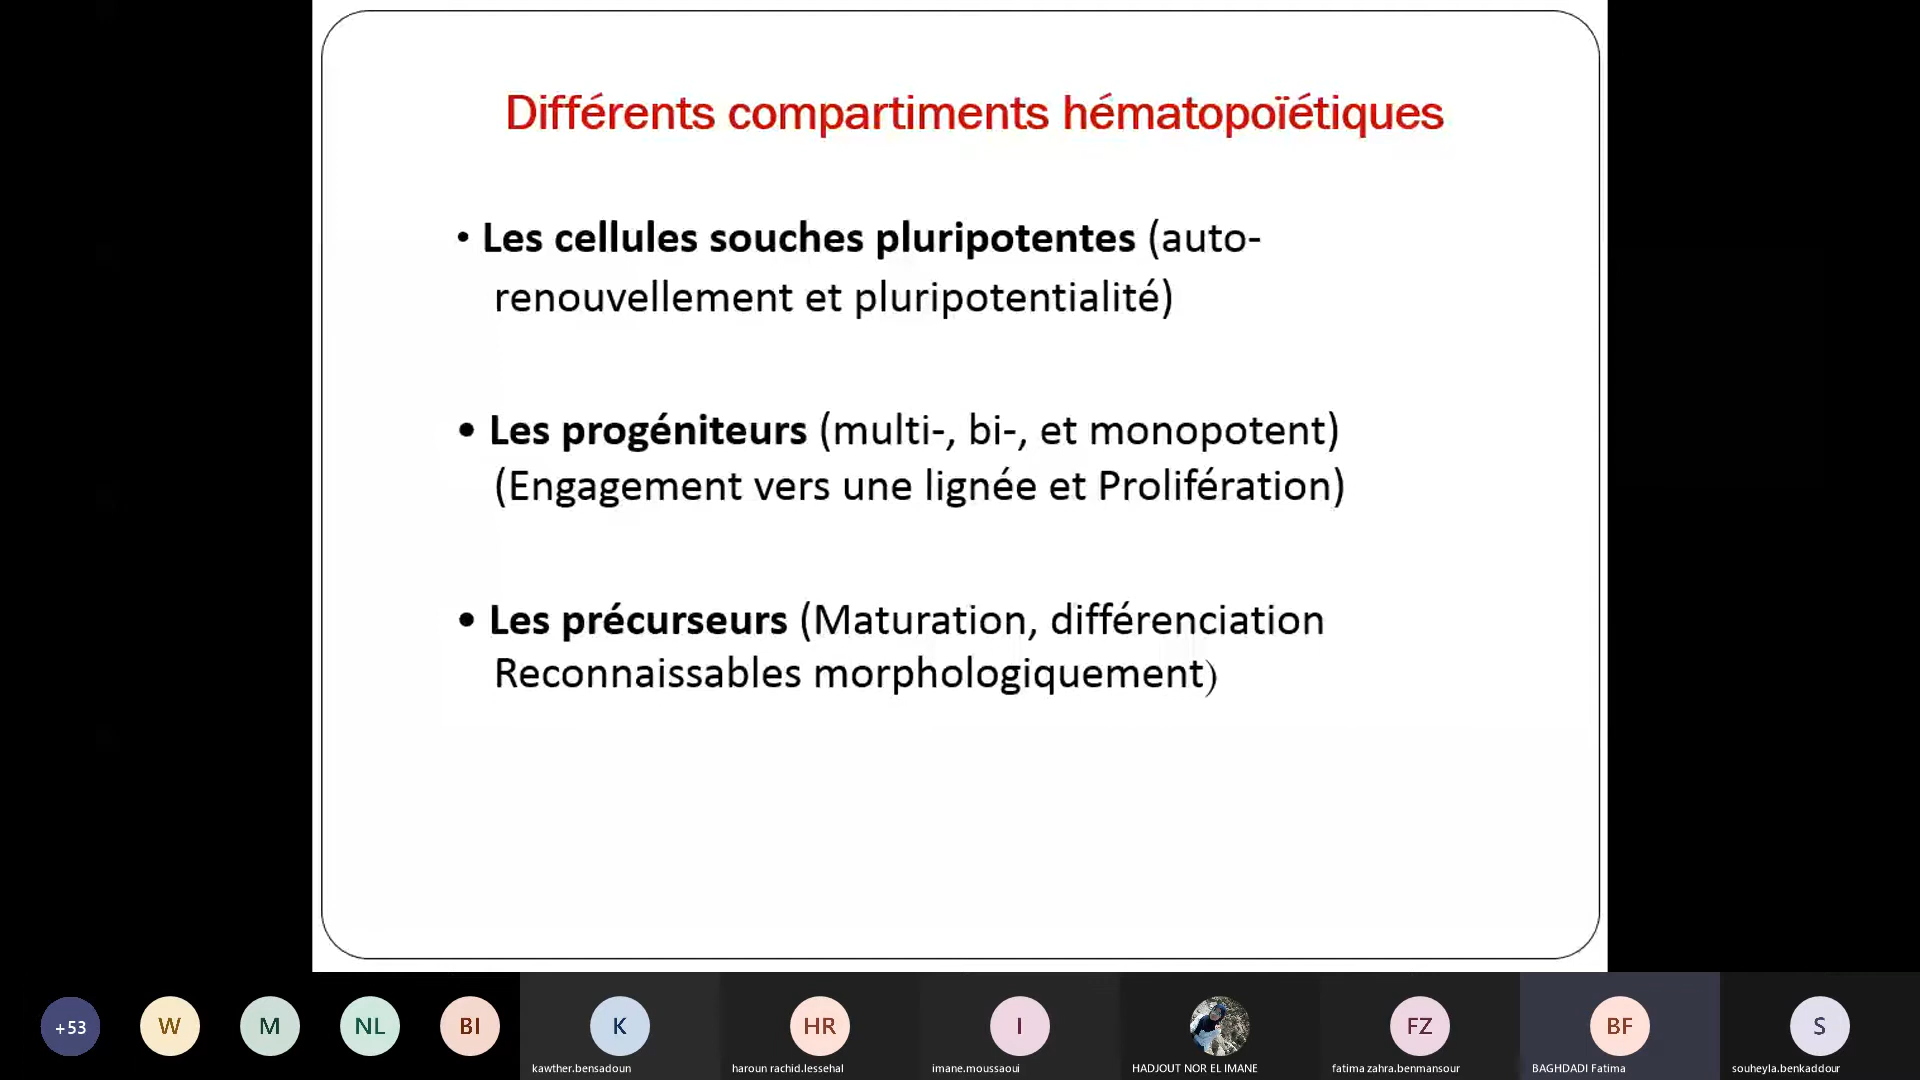 Différents compartiments hématopoïétiques
• Les cellules souches pluripotentes (auto-
renouvellement et pluripotentialité)
• Les progéniteurs (multi-, bi-, et monopotent)
(Engagement vers une lignée et Prolifération)
• Les précurseurs (Maturation, différenciation
Reconnaissables morphologiquement)
+53
W
M
NL
BI
K
HR
I
FZ
BF
S
kawther.bensadoun
haroun rachid.lessehal
imane.moussaoui
HADJOUT NOR EL IMANE
fatima zahra.benmansour
BAGHDADI Fatima
souheyla.benkaddour